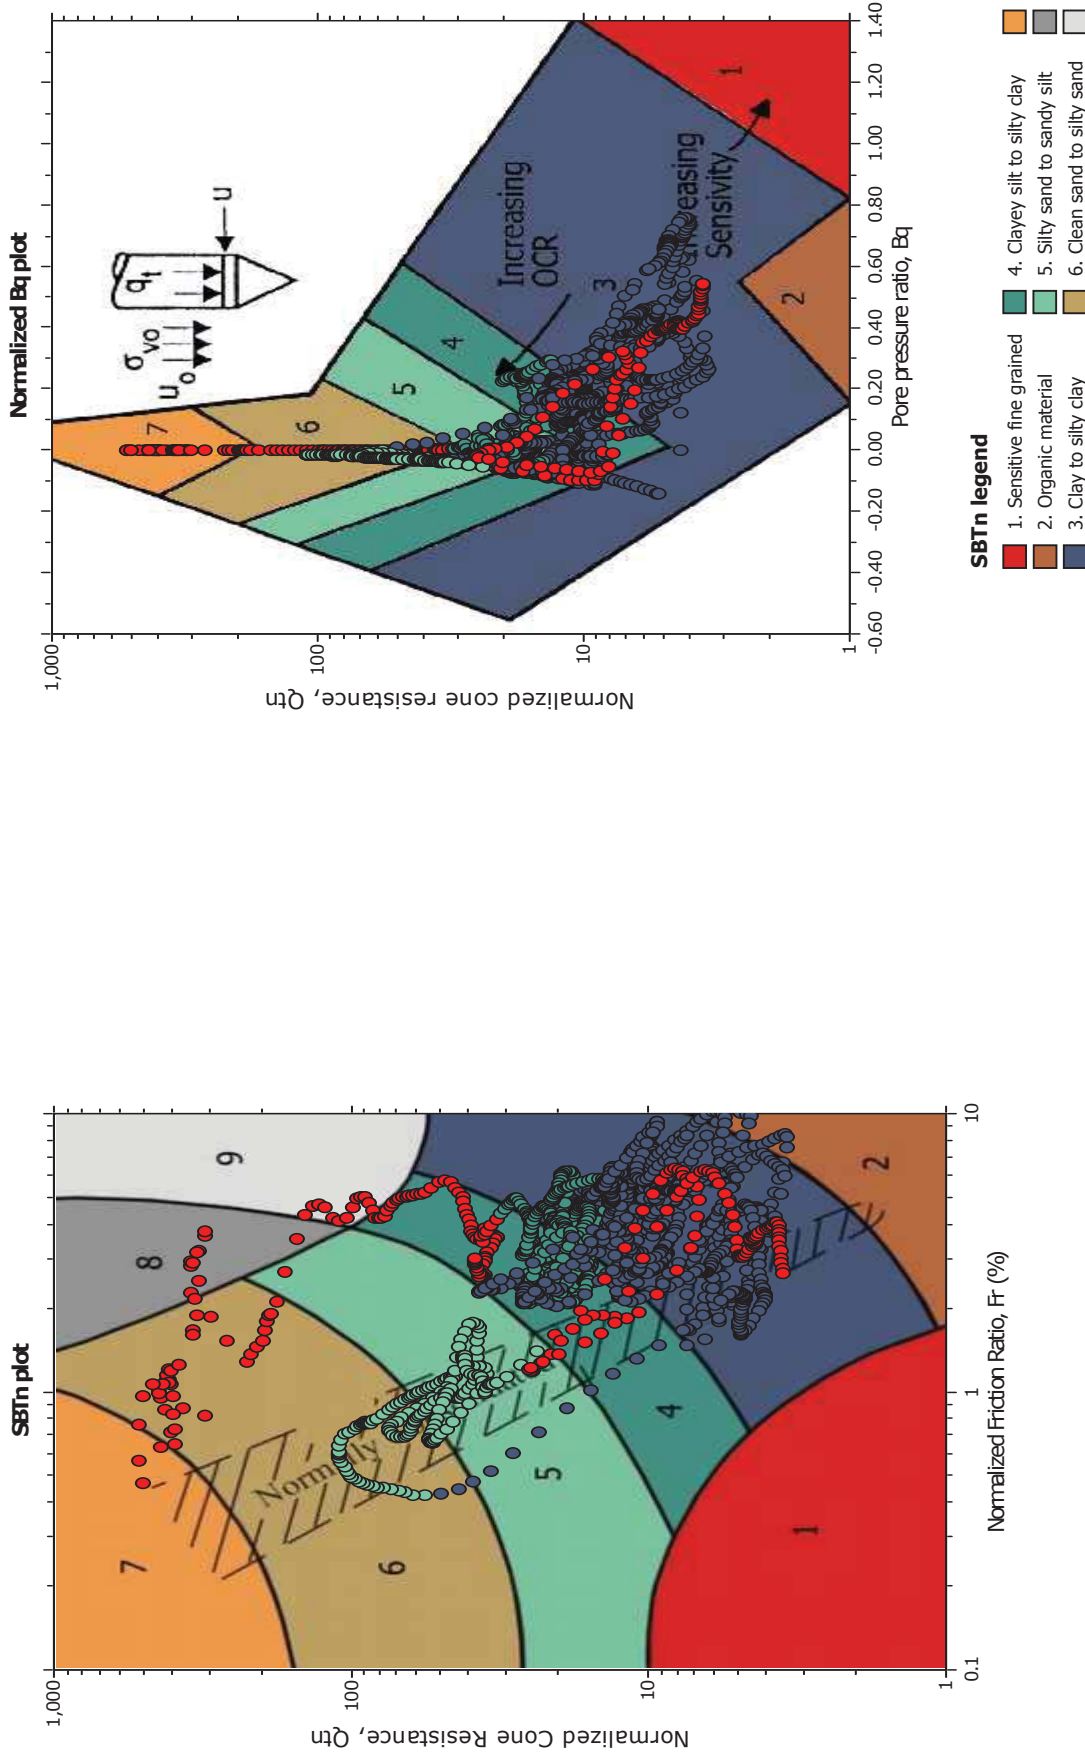 SBTn plot
1,000
100
10
1
Normalized Cone Resistance, Qtn
0.1
1
10
Normalized Friction Ratio, Fr (%)
7
8
9
6
5
4
1
2
Normally
Normalized Bq plot
1,000
100
10
1
Normalized cone resistance, Qtn
-0.60
-0.40
-0.20
0.00
0.20
0.40
0.60
0.80
1.00
1.20
1.40
Pore pressure ratio, Bq
σvo
uo
qt
u
7
6
5
4
3
2
1
Increasing
OCR
Sensivity
SBTn legend
1. Sensitive fine grained
2. Organic material
3. Clay to silty clay
4. Clayey silt to silty clay
5. Silty sand to sandy silt
6. Clean sand to silty sand